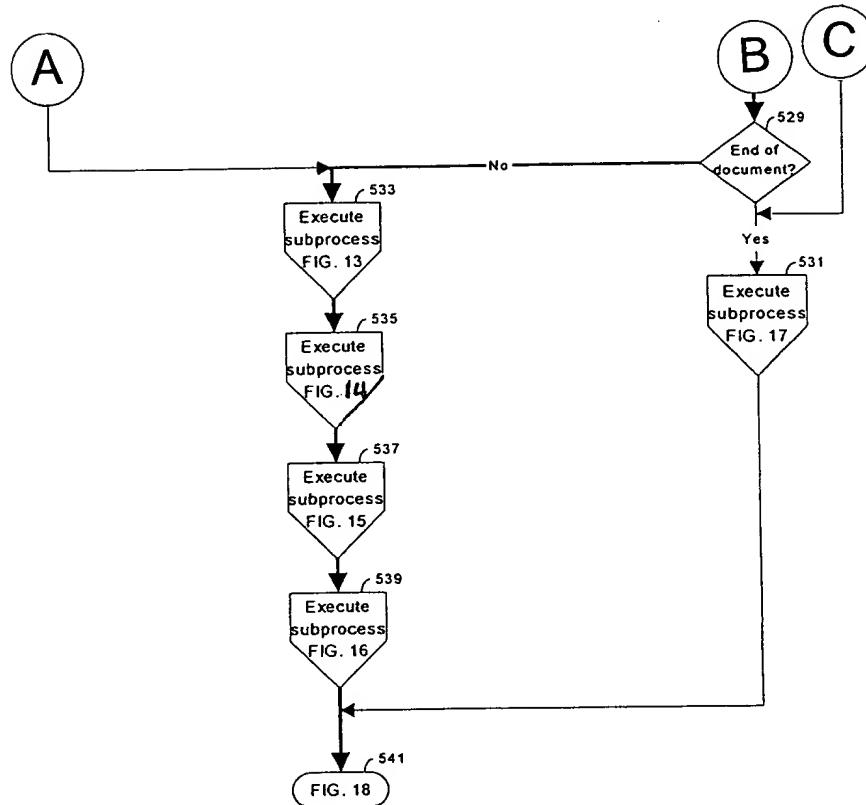 A
B
C
529
End of
document?
No
533
Execute
subprocess
FIG. 13
Yes
531
Execute
subprocess
FIG. 17
535
Execute
subprocess
FIG. 14
537
Execute
subprocess
FIG. 15
539
Execute
subprocess
FIG. 16
541
FIG. 18